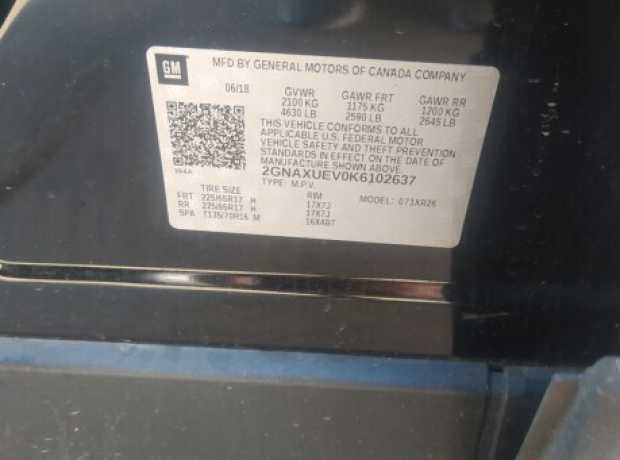 GM
MFD BY GENERAL MOTORS OF CANADA COMPANY
06/18 GVWR GAWR FRT GAWR RR
2100 KG 1175 KG 1200 KG
4630 LB 2590 LB 2645 LB
THIS VEHICLE CONFORMS TO ALL
APPLICABLE U.S. FEDERAL MOTOR
VEHICLE SAFETY AND THEFT PREVENTION
STANDARDS IN EFFECT ON THE DATE OF
MANUFACTURE SHOWN ABOVE.
2GNAXUEV0K6102637
TYPE: M.P.V. MODEL: 071XR26
TIRE SIZE RIM
FRT 225/65R17 H 17X7J
RR 225/65R17 H 17X7J
SPA T135/70R16 M 16X4BT